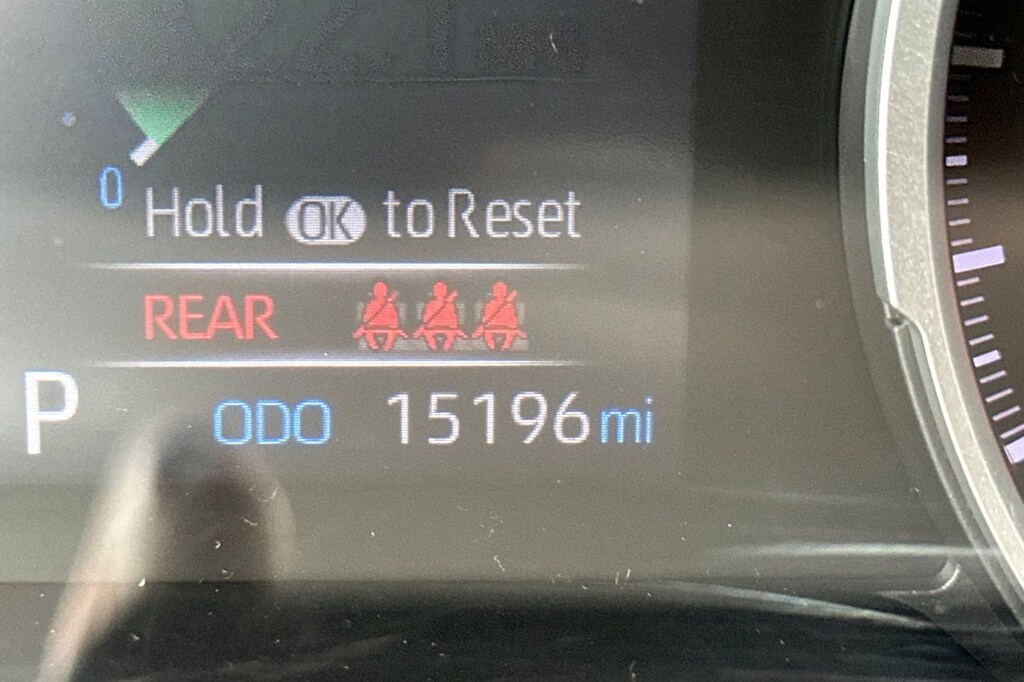 0
Hold OK to Reset
REAR
P ODO 15196 mi